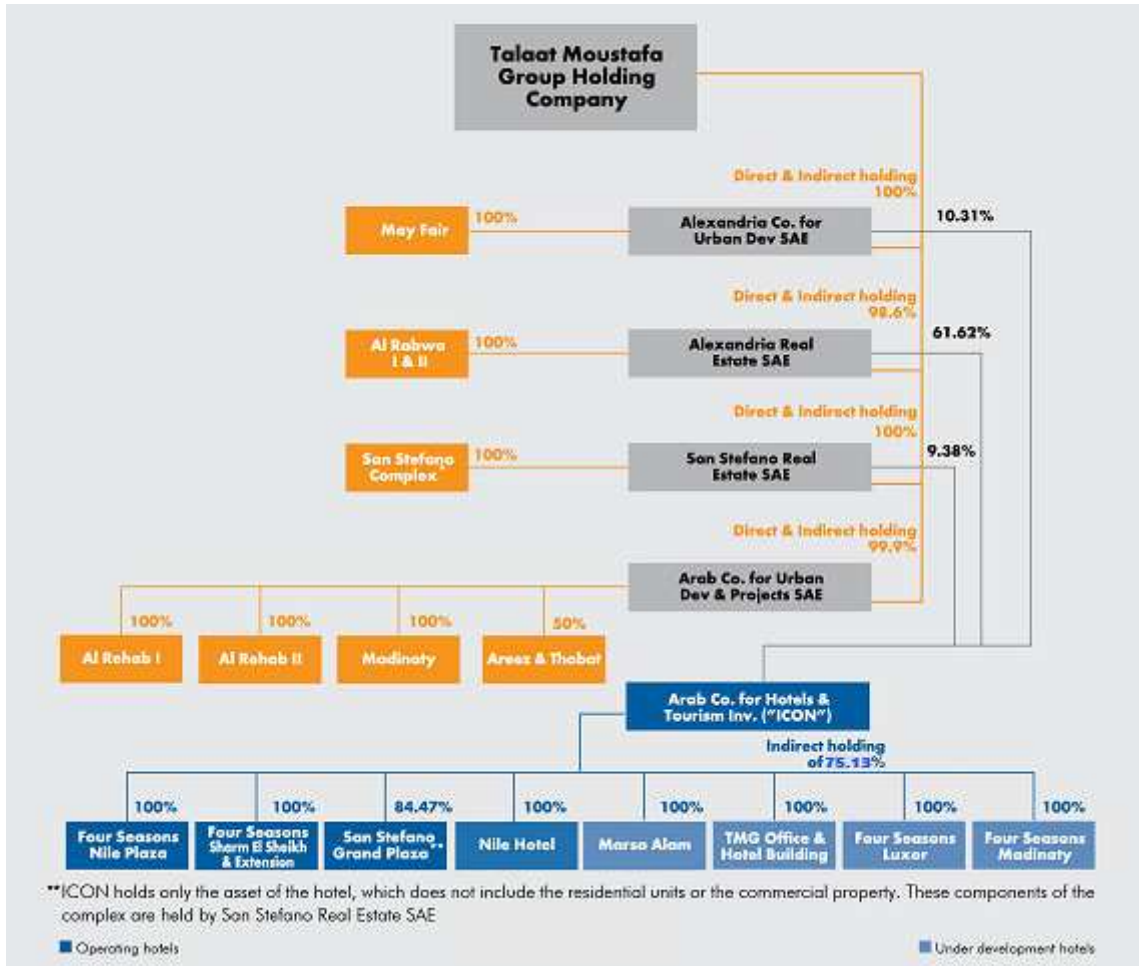 Talaat Moustafa
Group Holding
Company
Direct & Indirect holding
100%
10.31%
May Fair
100%
Alexandria Co. for
Urban Dev SAE
Direct & Indirect holding
98.6%
61.62%
Al Rabwa
I & II
100%
Alexandria Real
Estate SAE
Direct & Indirect holding
100%
9.38%
San Stefano
Complex
100%
San Stefano Real
Estate SAE
Direct & Indirect holding
99.9%
Arab Co. for Urban
Dev & Projects SAE
100%
100%
100%
50%
Al Rehab I
Al Rehab II
Madinaty
Areez & Thabat
Arab Co. for Hotels &
Tourism Inv. ("ICON")
Indirect holding
of 75.13%
100%
100%
84.47%
100%
100%
100%
100%
100%
Four Seasons
Nile Plaza
Four Seasons
Sharm El Sheikh
& Extension
San Stefano
Grand Plaza**
Nile Hotel
Marsa Alam
TMG Office &
Hotel Building
Four Seasons
Luxor
Four Seasons
Madinaty
**ICON holds only the asset of the hotel, which does not include the residential units or the commercial property. These components of the
complex are held by San Stefano Real Estate SAE
Operating hotels
Under development hotels